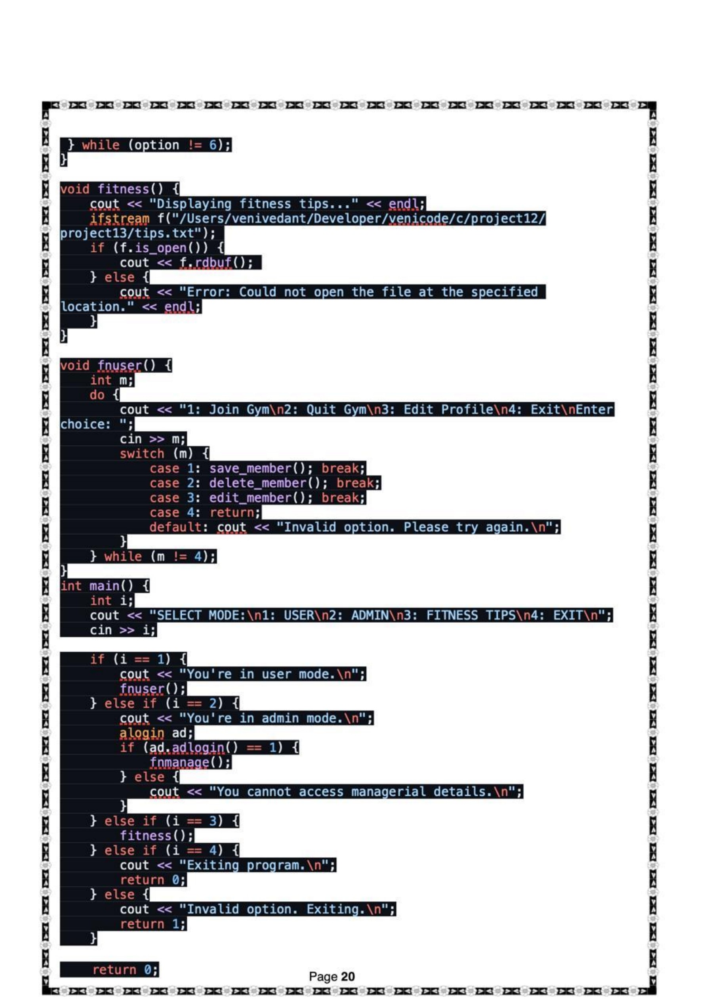 } while (option != 6);
}
void fitness() {
    cout << "Displaying fitness tips..." << endl;
    ifstream f("/Users/venivedant/Developer/venicode/c/project12/
project13/tips.txt");
    if (f.is_open()) {
        cout << f.rdbuf();
    } else {
        cout << "Error: Could not open the file at the specified
location." << endl;
    }
}
void fnuser() {
    int m;
    do {
        cout << "1: Join Gym\n2: Quit Gym\n3: Edit Profile\n4: Exit\nEnter
choice: ";
        cin >> m;
        switch (m) {
            case 1: save_member(); break;
            case 2: delete_member(); break;
            case 3: edit_member(); break;
            case 4: return;
            default: cout << "Invalid option. Please try again.\n";
        }
    } while (m != 4);
}
int main() {
    int i;
    cout << "SELECT MODE:\n1: USER\n2: ADMIN\n3: FITNESS TIPS\n4: EXIT\n";
    cin >> i;
    if (i == 1) {
        cout << "You're in user mode.\n";
        fnuser();
    } else if (i == 2) {
        cout << "You're in admin mode.\n";
        alogin ad;
        if (ad.adlogin() == 1) {
            fnmanage();
        } else {
            cout << "You cannot access managerial details.\n";
        }
    } else if (i == 3) {
        fitness();
    } else if (i == 4) {
        cout << "Exiting program.\n";
        return 0;
    } else {
        cout << "Invalid option. Exiting.\n";
        return 1;
    }
    return 0;
Page 20